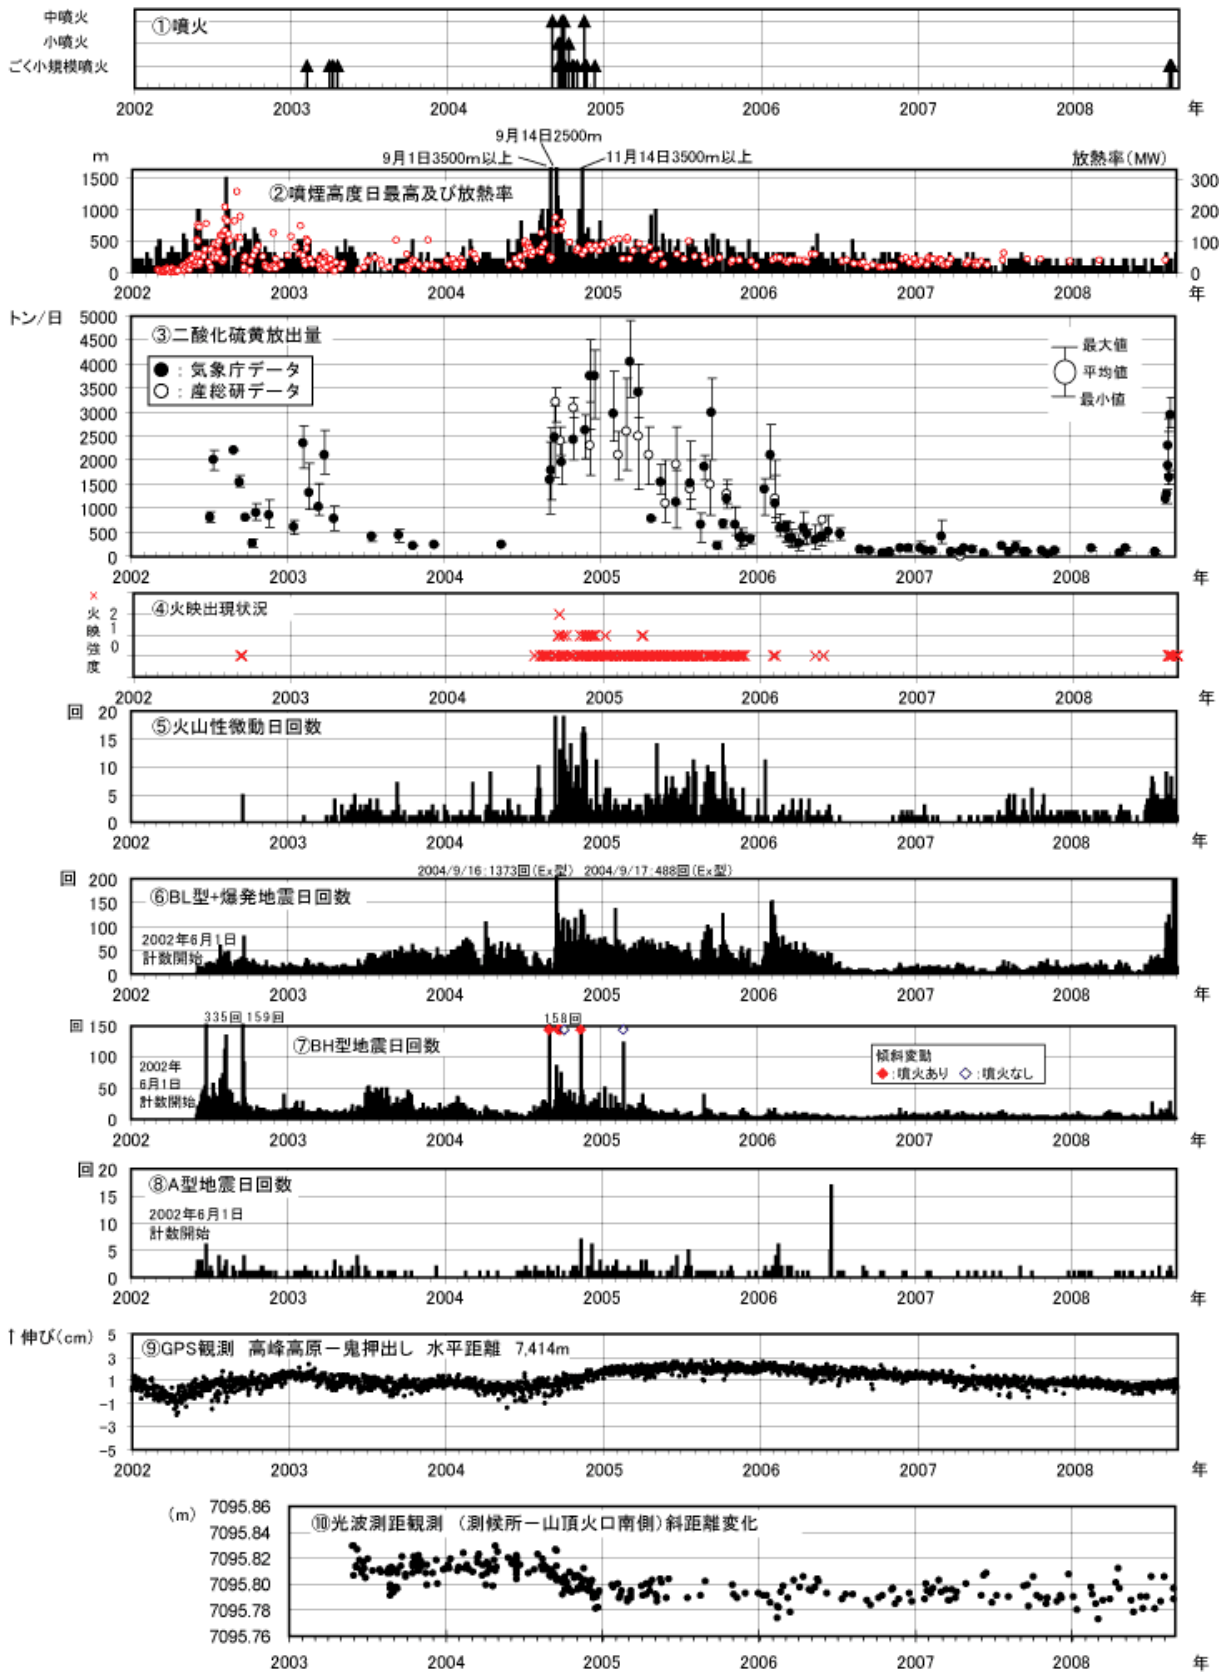 中噴火
小噴火
ごく小規模噴火
①噴火
2002 2003 2004 2005 2006 2007 2008 年
9月14日2500m
9月1日3500m以上 11月14日3500m以上
m 放熱率(MW)
②噴煙高度日最高及び放熱率
1500 300
1000 200
500 100
0 0
2002 2003 2004 2005 2006 2007 2008 年
トン/日
③二酸化硫黄放出量
●：気象庁データ
○：産総研データ
最大値
平均値
最小値
5000
4500
4000
3500
3000
2500
2000
1500
1000
500
0
2002 2003 2004 2005 2006 2007 2008 年
④火映出現状況
×火映強度
2
1
0
2002 2003 2004 2005 2006 2007 2008 年
回
⑤火山性微動日回数
20
15
10
5
0
2002 2003 2004 2005 2006 2007 2008 年
2004/9/16：1373回(Ex型) 2004/9/17：488回(Ex型)
回
⑥BL型+爆発地震日回数
2002年6月1日
計数開始
200
150
100
50
0
2002 2003 2004 2005 2006 2007 2008 年
335回 159回 158回
回
⑦BH型地震日回数
2002年
6月1日
計数開始
傾斜変動
◆:噴火あり ◇:噴火なし
150
100
50
0
2002 2003 2004 2005 2006 2007 2008 年
回
⑧A型地震日回数
2002年6月1日
計数開始
20
15
10
5
0
2002 2003 2004 2005 2006 2007 2008 年
↑伸び(cm)
⑨GPS観測 高峰高原－鬼押出し 水平距離 7,414m
5
3
1
-1
-3
-5
2002 2003 2004 2005 2006 2007 2008 年
(m)
⑩光波測距観測 （測候所－山頂火口南側）斜距離変化
7095.86
7095.84
7095.82
7095.80
7095.78
7095.76
2003 2004 2005 2006 2007 2008 年